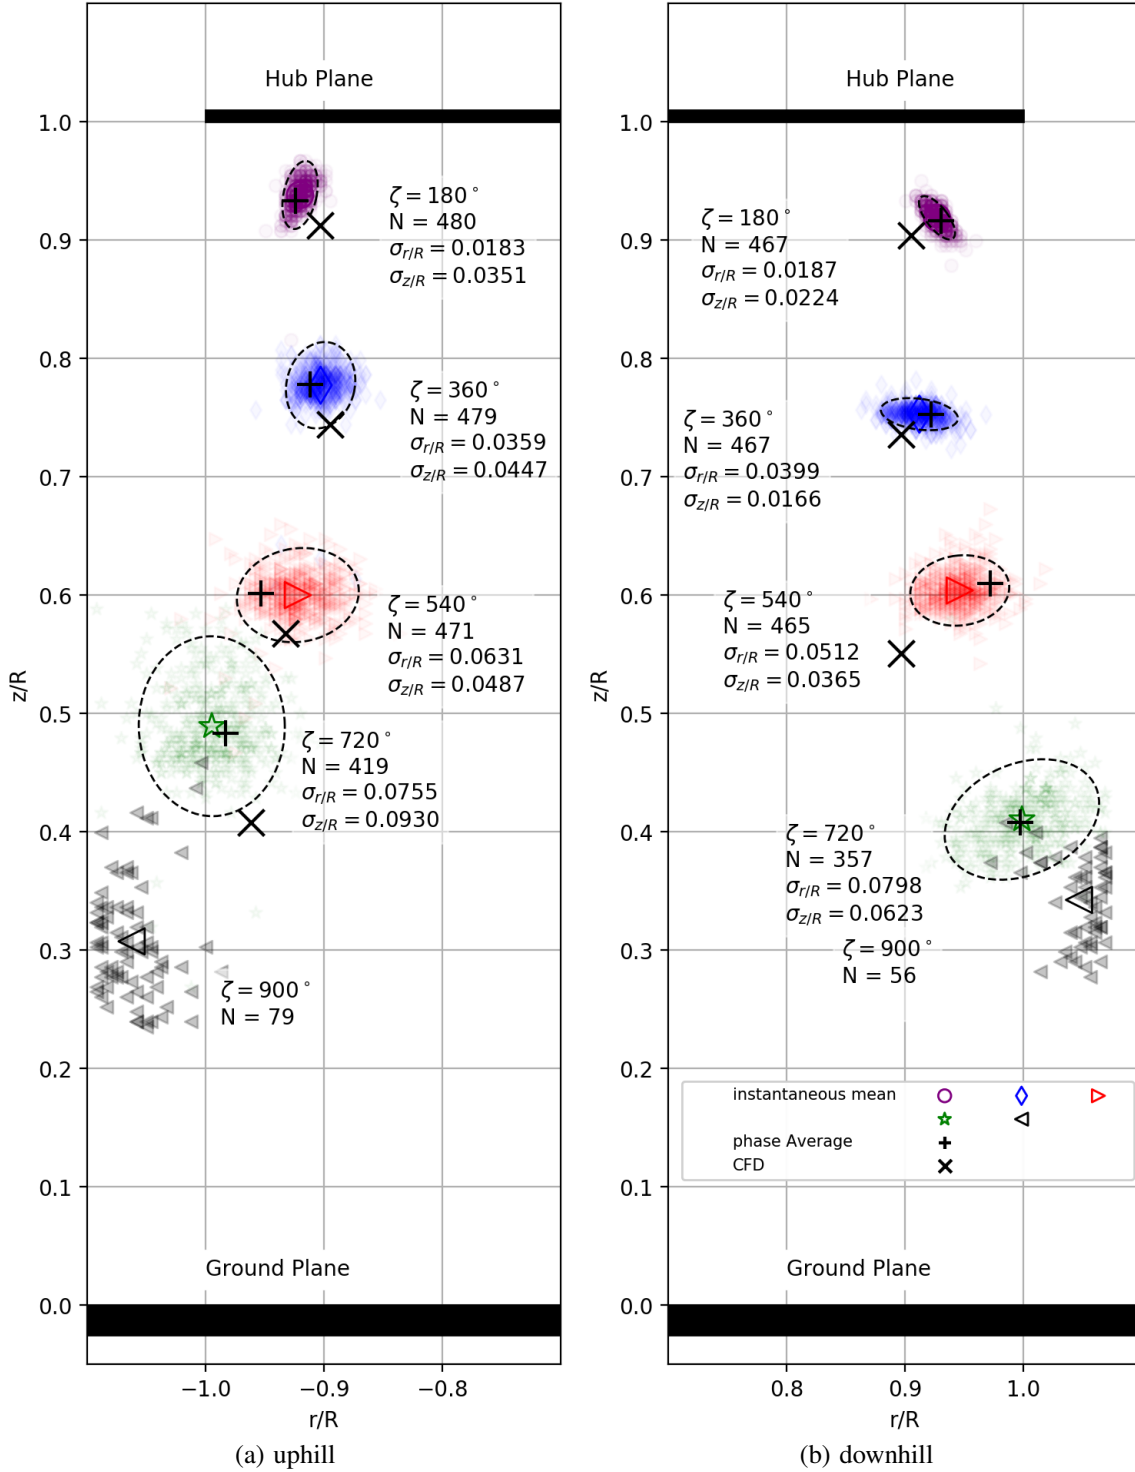 Hub Plane
1.0
0.9
0.8
0.7
0.6
0.5
0.4
0.3
0.2
0.1
0.0
z/R
ζ = 180°
N = 480
σr/R = 0.0183
σz/R = 0.0351
ζ = 360°
N = 479
σr/R = 0.0359
σz/R = 0.0447
ζ = 540°
N = 471
σr/R = 0.0631
σz/R = 0.0487
ζ = 720°
N = 419
σr/R = 0.0755
σz/R = 0.0930
ζ = 900°
N = 79
Ground Plane
−1.0 −0.9 −0.8
r/R
(a) uphill
Hub Plane
1.0
0.9
0.8
0.7
0.6
0.5
0.4
0.3
0.2
0.1
0.0
z/R
ζ = 180°
N = 467
σr/R = 0.0187
σz/R = 0.0224
ζ = 360°
N = 467
σr/R = 0.0399
σz/R = 0.0166
ζ = 540°
N = 465
σr/R = 0.0512
σz/R = 0.0365
ζ = 720°
N = 357
σr/R = 0.0798
σz/R = 0.0623
ζ = 900°
N = 56
instantaneous mean
phase Average
CFD
Ground Plane
0.8 0.9 1.0
r/R
(b) downhill